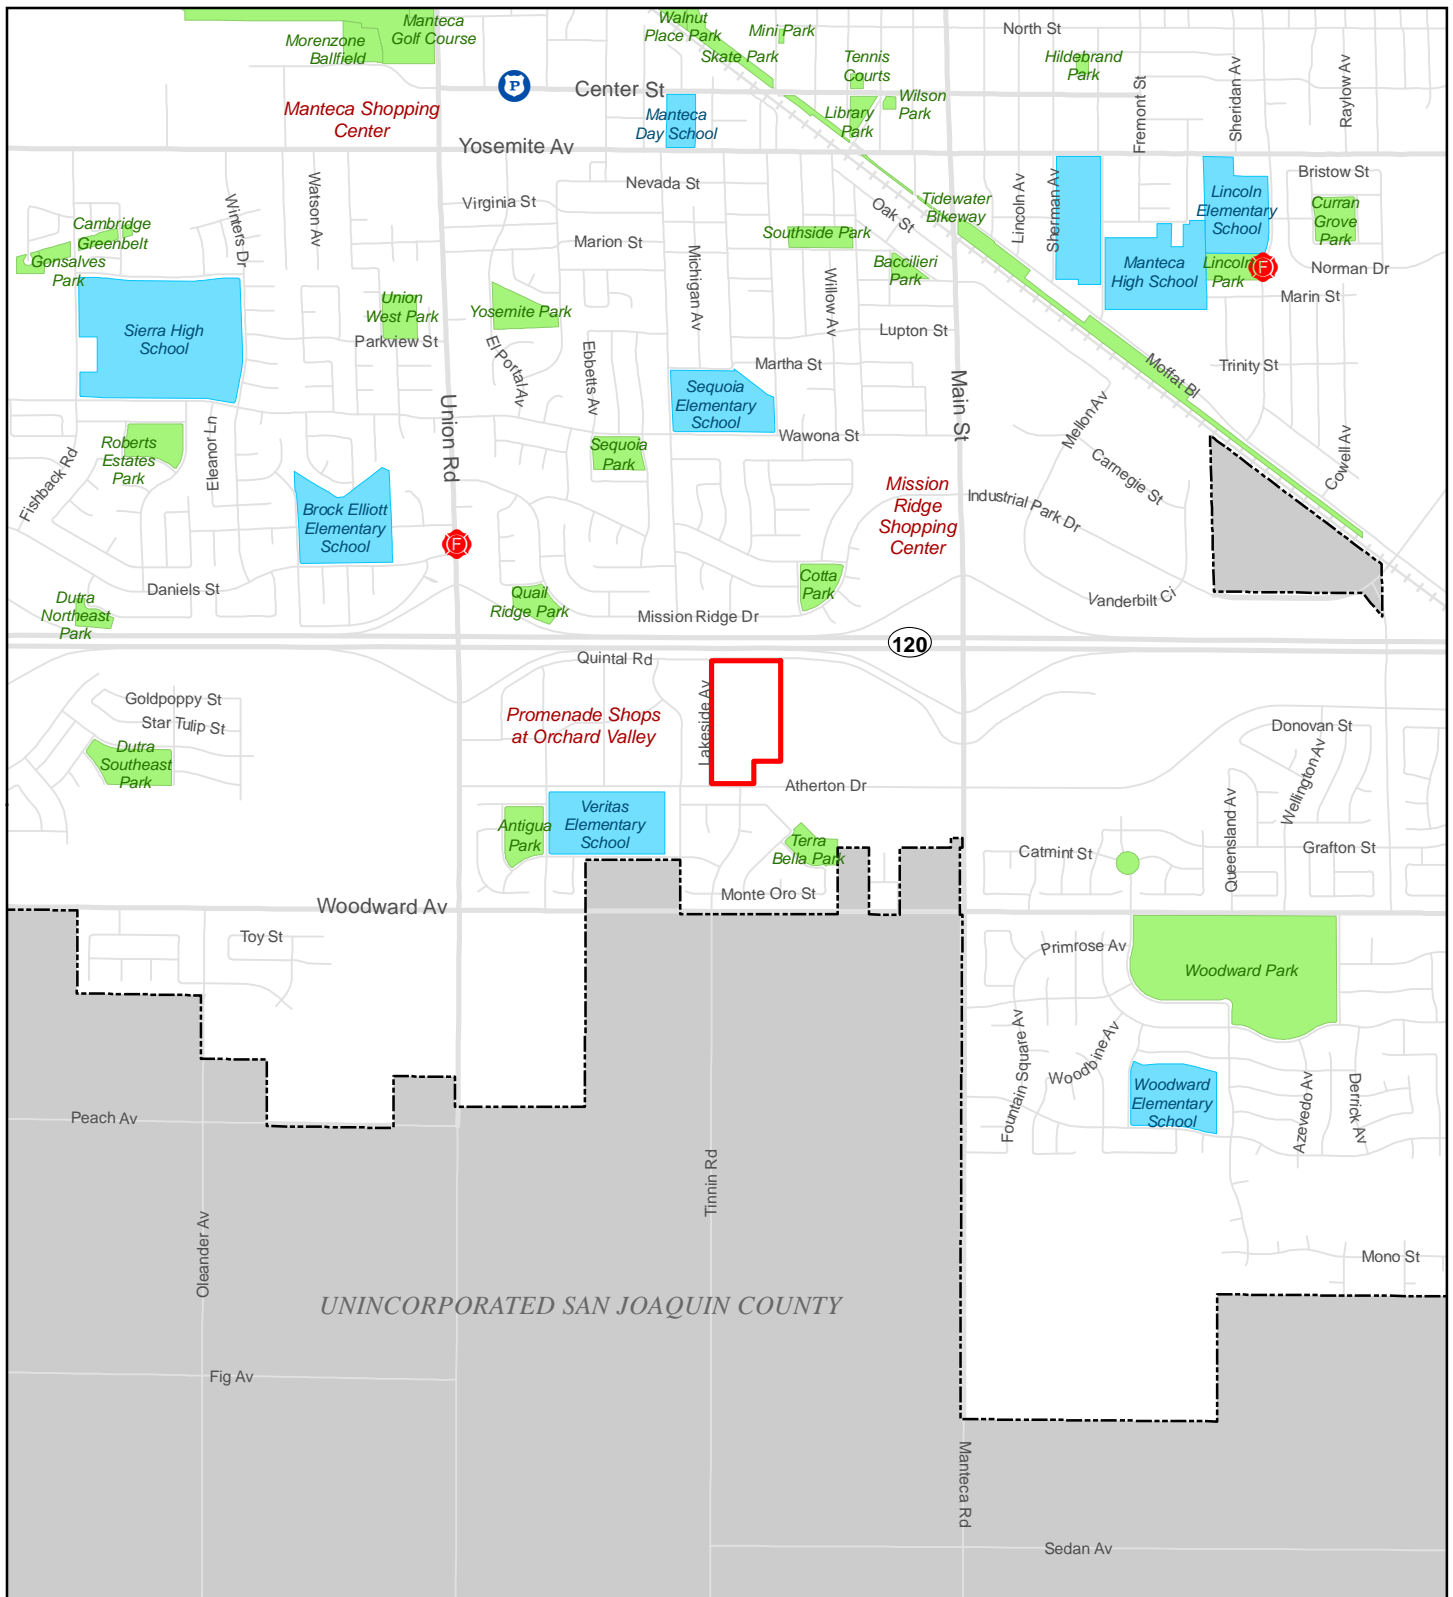 Manteca
Golf Course
Morenzone
Ballfield
Walnut
Place Park
Mini Park
Skate Park
North St
Tennis
Courts
Hildebrand
Park
P
Center St
Manteca Shopping
Center
Manteca
Day School
Library
Park
Wilson
Park
Fremont St
Sheridan Av
Raylow Av
Yosemite Av
Nevada St
Virginia St
Winters Dr
Watson Av
Cambridge
Greenbelt
Gonsalves
Park
Marion St
Michigan Av
Southside Park
Willow Av
Oak St
Tidewater
Bikeway
Baccilieri
Park
Lincoln Av
Sherman Av
Lincoln
Elementary
School
Bristow St
Curran
Grove
Park
Manteca
High School
Lincoln
Park
F
Norman Dr
Marin St
Sierra High
School
Union
West Park
Parkview St
Yosemite Park
El Portal Av
Ebbetts Av
Lupton St
Martha St
Trinity St
Moffat Bl
Sequoia
Elementary
School
Main St
Mellon Av
Union Rd
Roberts
Estates
Park
Eleanor Ln
Fishback Rd
Sequoia
Park
Wawona St
Cowell Av
Carnegie St
Brock Elliott
Elementary
School
F
Mission
Ridge
Shopping
Center
Industrial Park Dr
Daniels St
Cotta
Park
Quail
Ridge Park
Vanderbilt Ci
Dutra
Northeast
Park
Mission Ridge Dr
120
Quintal Rd
Goldpoppy St
Star Tulip St
Promenade Shops
at Orchard Valley
Lakeside Av
Donovan St
Dutra
Southeast
Park
Atherton Dr
Wellington Av
Queensland Av
Antigua
Park
Veritas
Elementary
School
Terra
Bella Park
Catmint St
Grafton St
Monte Oro St
Woodward Av
Toy St
Primrose Av
Woodward Park
Fountain Square Av
Woodbine Av
Woodward
Elementary
School
Azevedo Av
Derrick Av
Peach Av
Tinnin Rd
Oleander Av
Mono St
UNINCORPORATED SAN JOAQUIN COUNTY
Fig Av
Manteca Rd
Sedan Av